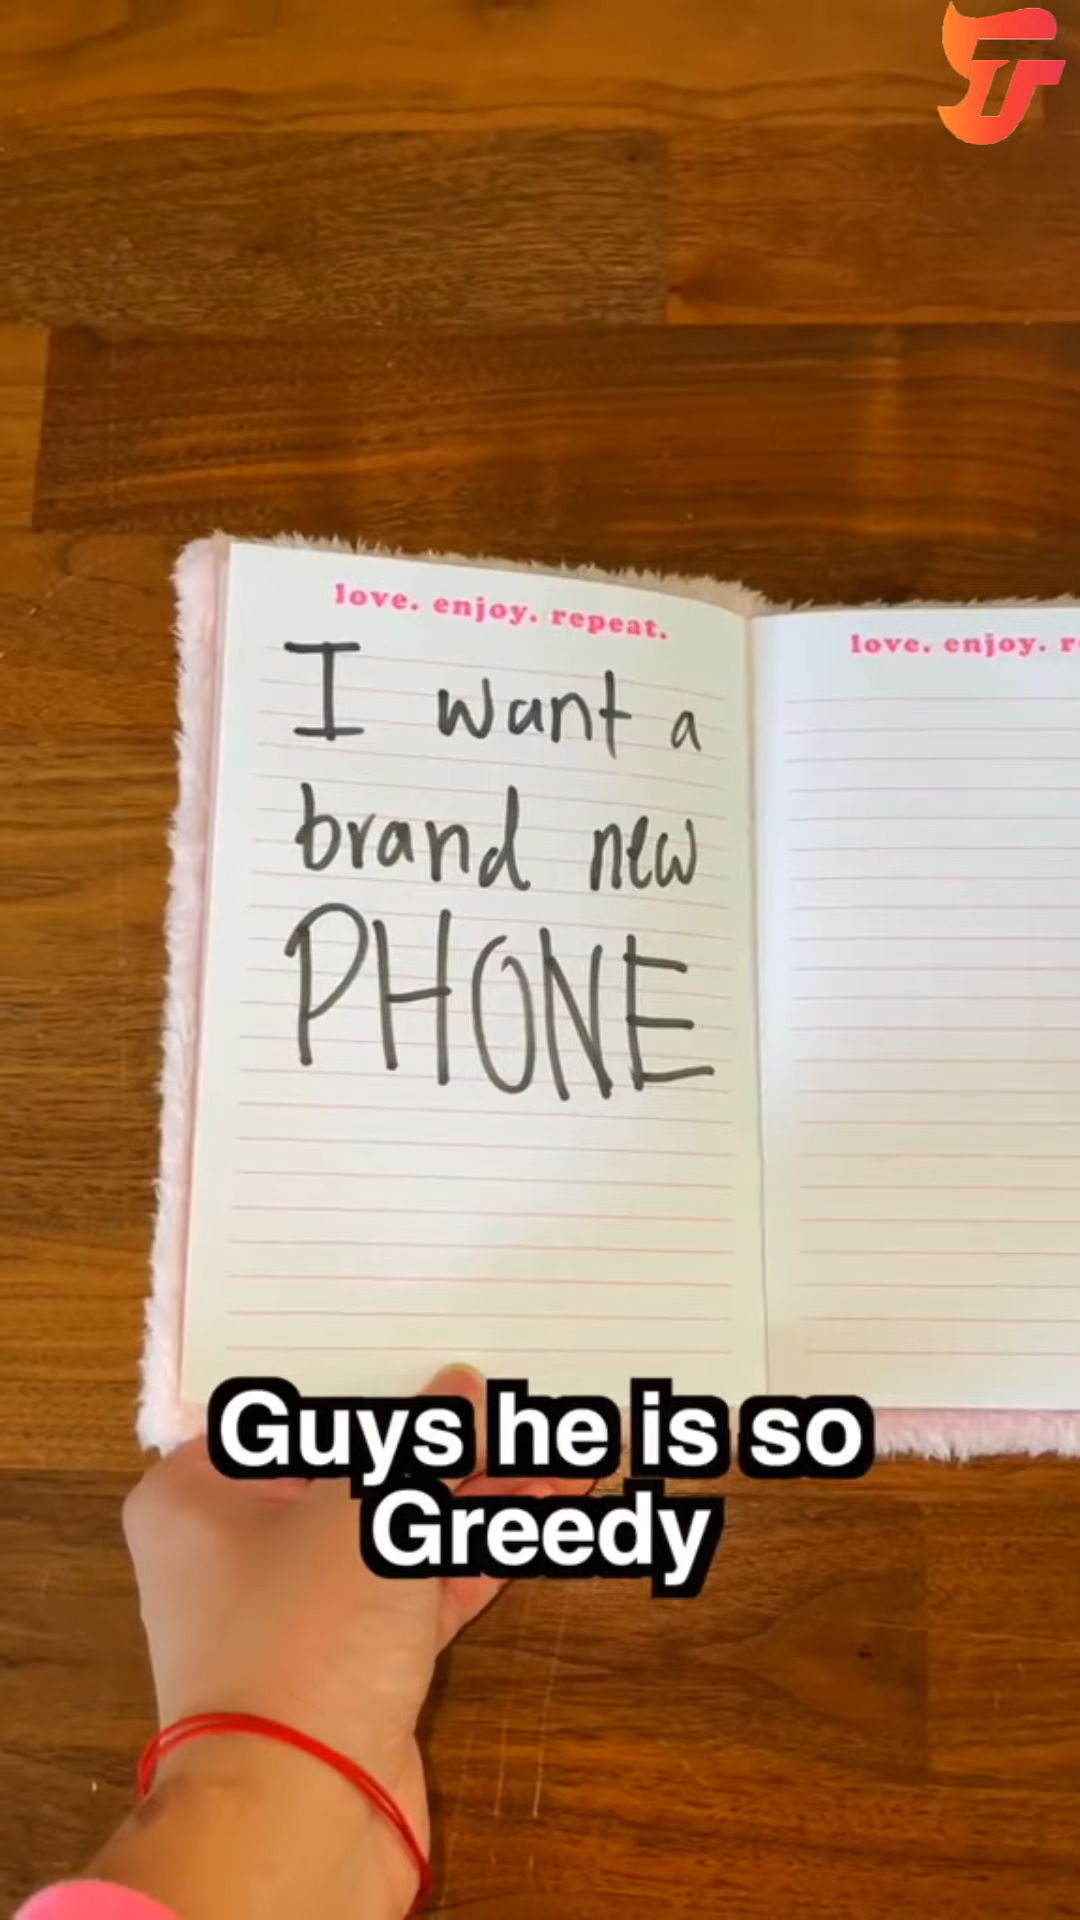 love. enjoy. repeat.
I want a
brand new
PHONE
love. enjoy. r
Guys he is so
Greedy